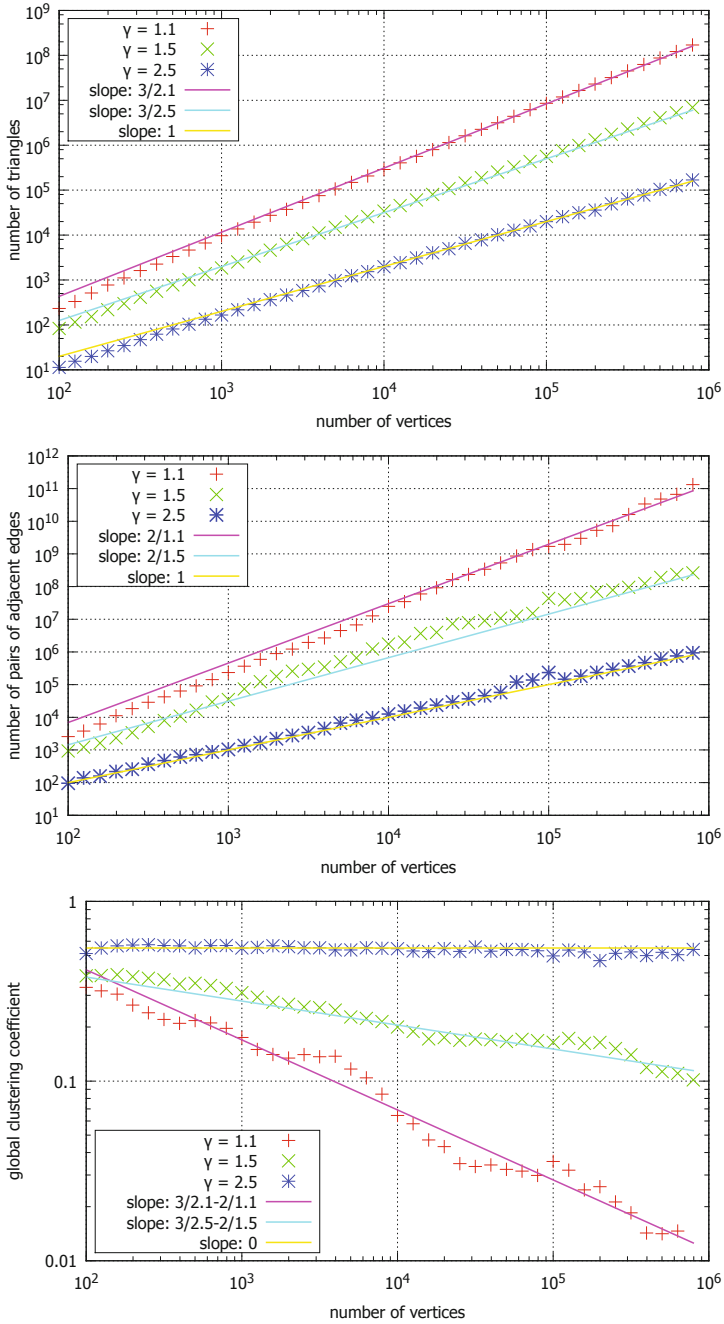 10^9
10^8
10^7
10^6
10^5
10^4
10^3
10^2
10^1
number of triangles
γ = 1.1
γ = 1.5
γ = 2.5
slope: 3/2.1
slope: 3/2.5
slope: 1
10^2 10^3 10^4 10^5 10^6
number of vertices
10^12
10^11
10^10
10^9
10^8
10^7
10^6
10^5
10^4
10^3
10^2
10^1
number of pairs of adjacent edges
γ = 1.1
γ = 1.5
γ = 2.5
slope: 2/1.1
slope: 2/1.5
slope: 1
10^2 10^3 10^4 10^5 10^6
number of vertices
1
0.1
0.01
global clustering coefficient
γ = 1.1
γ = 1.5
γ = 2.5
slope: 3/2.1-2/1.1
slope: 3/2.5-2/1.5
slope: 0
10^2 10^3 10^4 10^5 10^6
number of vertices